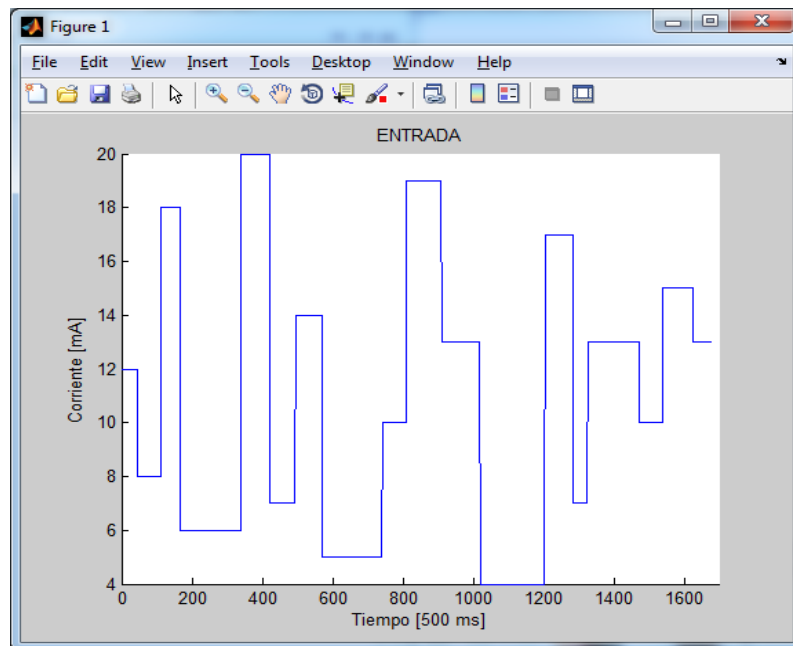 Figure 1
File Edit View Insert Tools Desktop Window Help
ENTRADA
20
18
16
14
12
10
8
6
4
Corriente [mA]
0 200 400 600 800 1000 1200 1400 1600
Tiempo [500 ms]